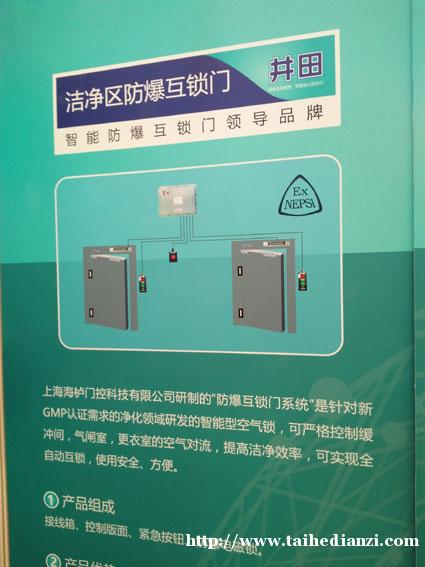 洁净区防爆互锁门
井田
智能防爆互锁门领导品牌
Ex
NEPSI
上海海栌门控科技有限公司研制的"防爆互锁门系统"是针对新
GMP认证需求的净化领域研发的智能型空气锁，可严格控制缓
冲间，气闸室，更衣室的空气对流，提高洁净效率，可实现全
自动互锁，使用安全、方便。
① 产品组成
接线箱、控制版面、紧急按钮
电磁锁。
http://www.taihedianzi.com
② 产品优